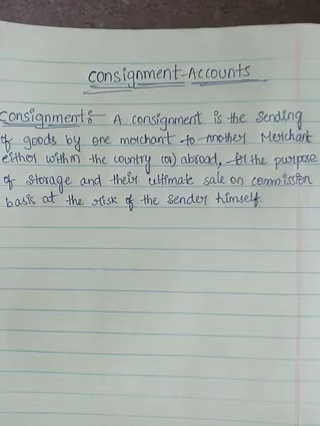 Consignment Accounts
Consignment:- A consignment is the sending
of goods by one merchant to another Merchant
either within the country (or) abroad, for the purpose
of storage and their ultimate sale on commission
basis at the risk of the sender himself.